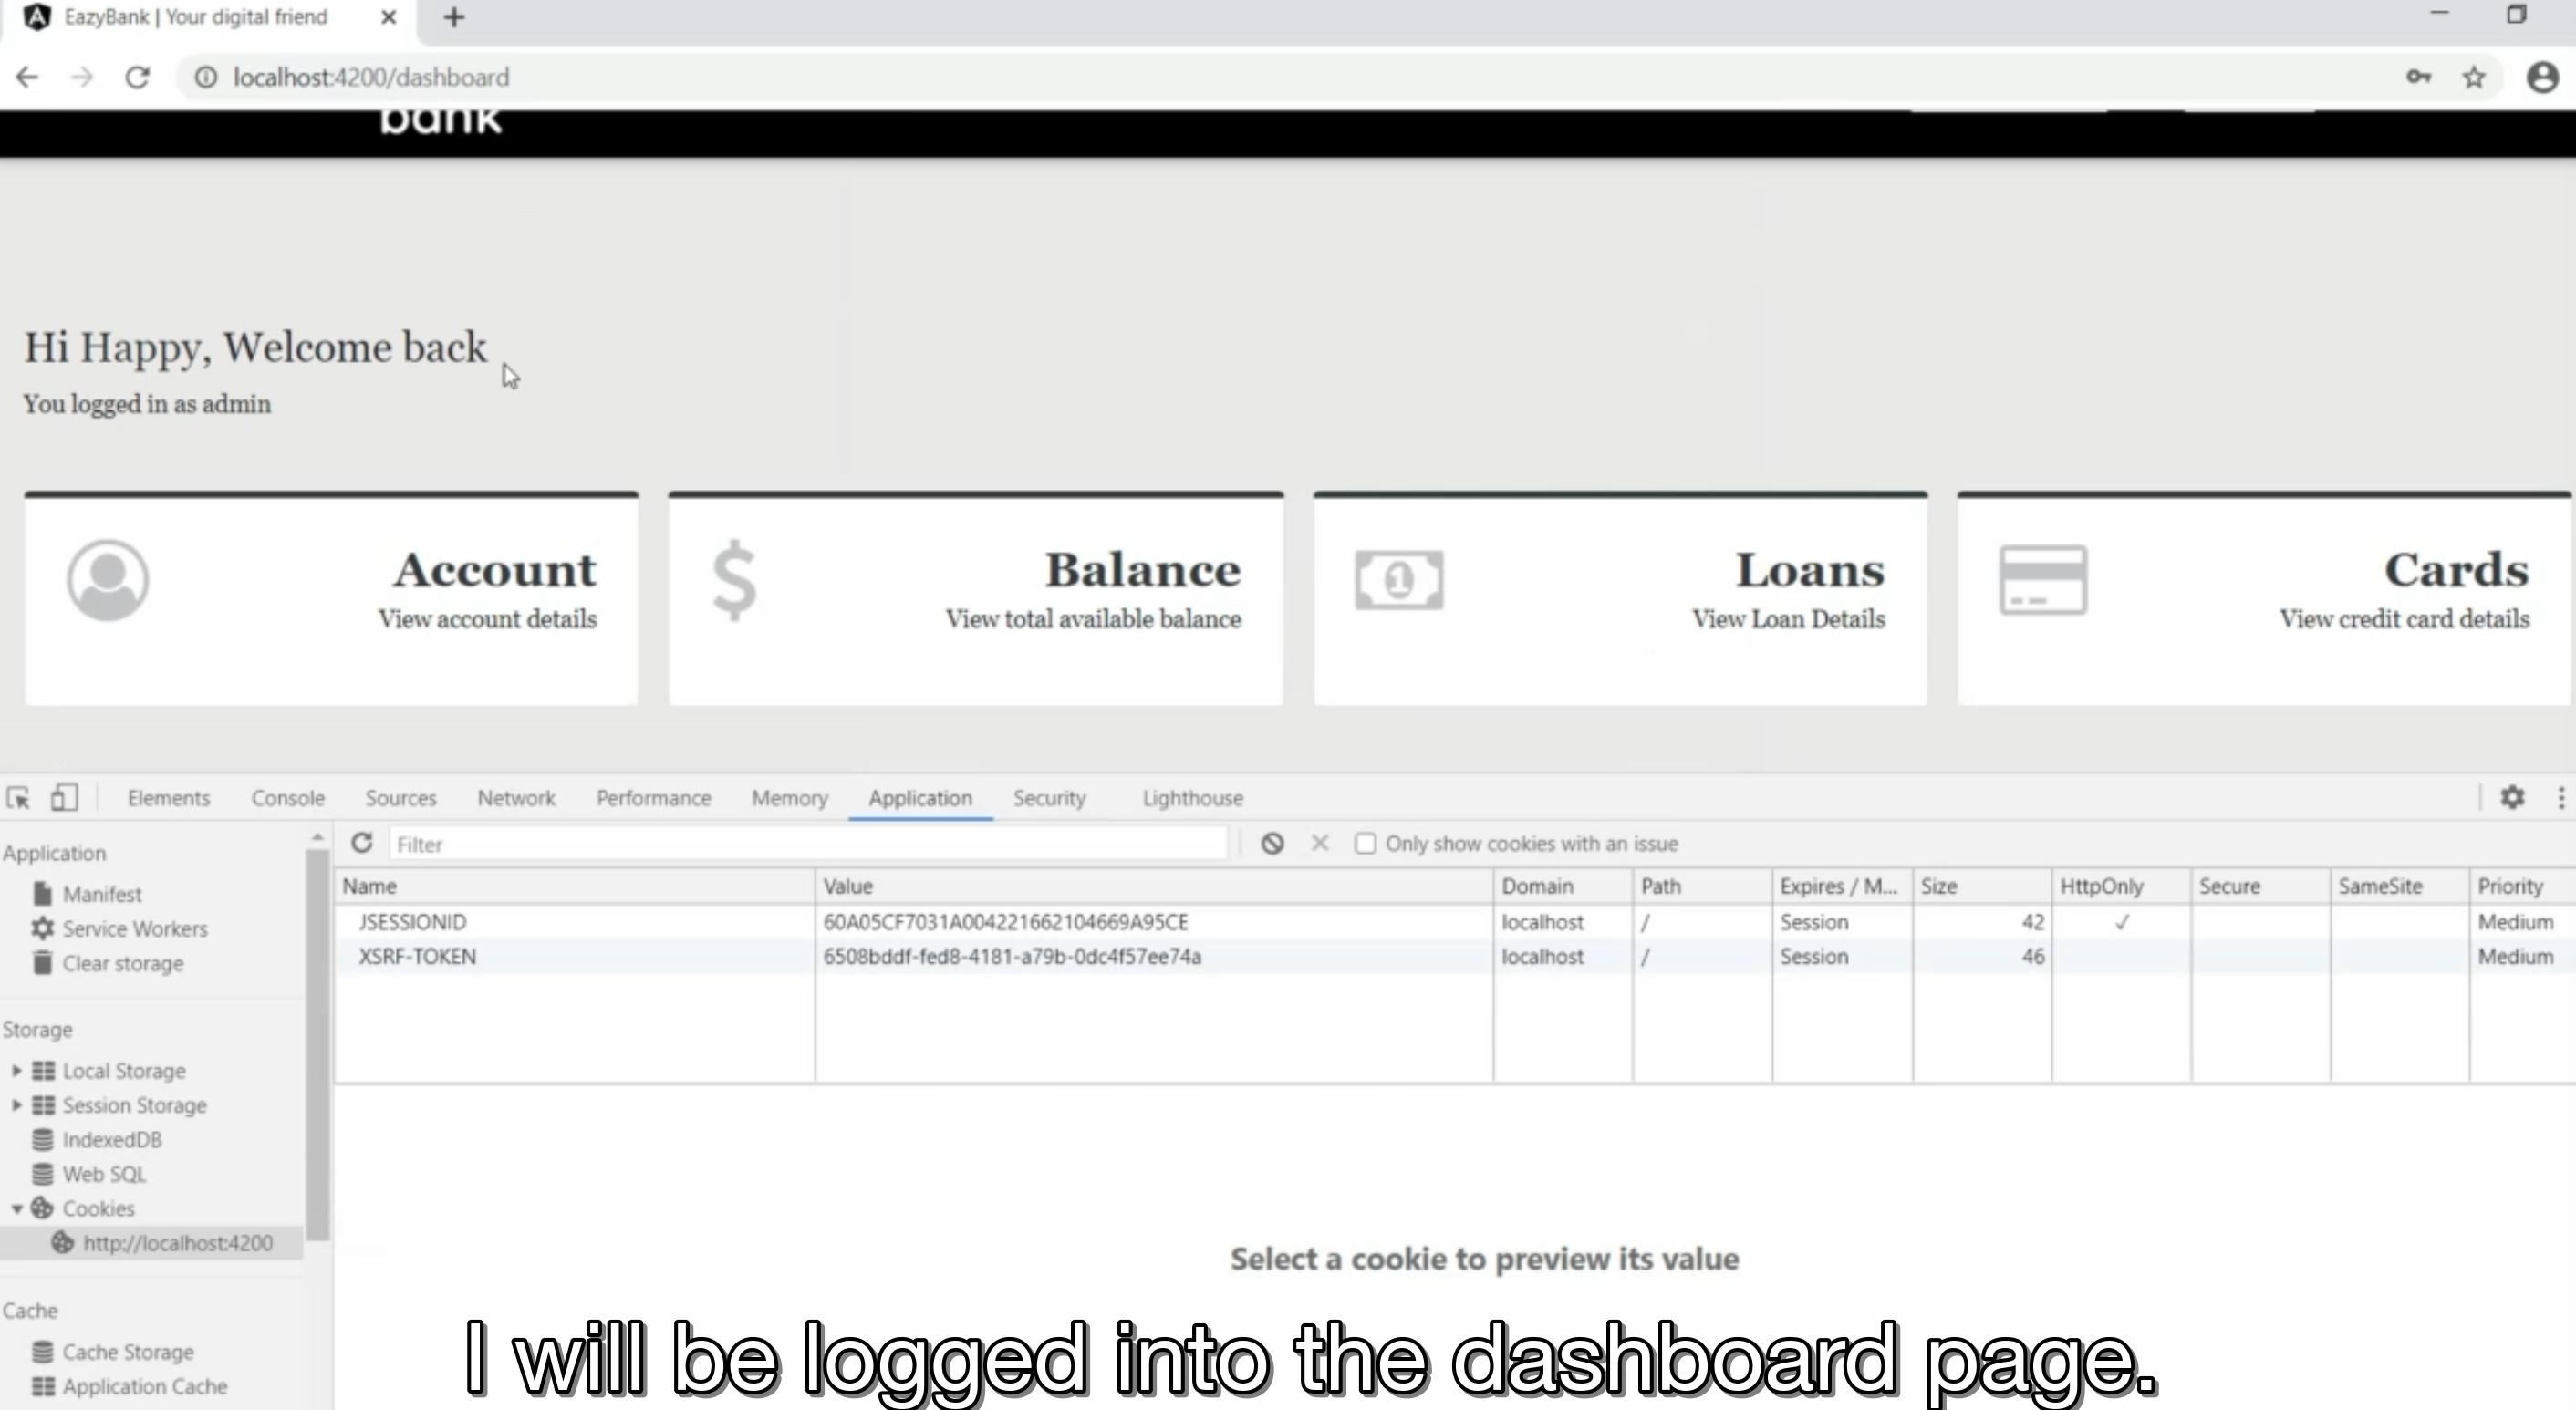 EazyBank | Your digital friend
localhost:4200/dashboard
bank
Hi Happy, Welcome back
You logged in as admin
Account
View account details
Balance
View total available balance
Loans
View Loan Details
Cards
View credit card details
Elements Console Sources Network Performance Memory Application Security Lighthouse
Application
Manifest
Service Workers
Clear storage
Storage
Local Storage
Session Storage
IndexedDB
Web SQL
Cookies
http://localhost:4200
Cache
Cache Storage
Application Cache
Filter
Only show cookies with an issue
Name Value Domain Path Expires / M... Size HttpOnly Secure SameSite Priority
JSESSIONID 60A05CF7031A004221662104669A95CE localhost / Session 42 ✓ Medium
XSRF-TOKEN 6508bddf-fed8-4181-a79b-0dc4f57ee74a localhost / Session 46 Medium
Select a cookie to preview its value
I will be logged into the dashboard page.